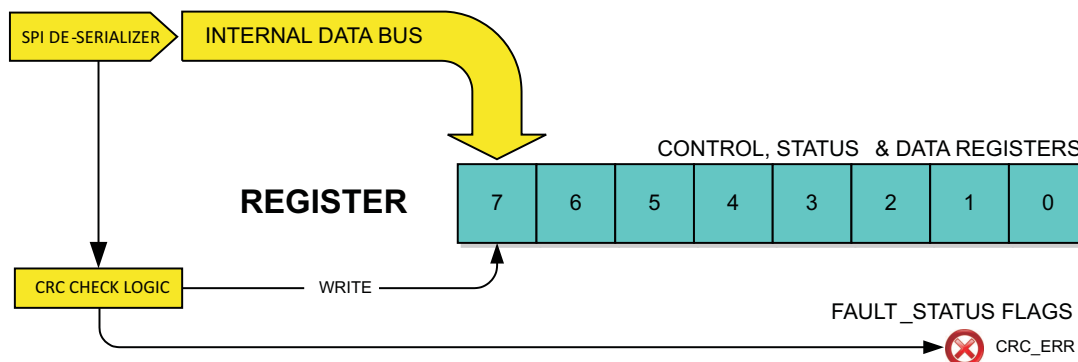 SPI DE-SERIALIZER
INTERNAL DATA BUS
CONTROL, STATUS & DATA REGISTERS
REGISTER
7 6 5 4 3 2 1 0
CRC CHECK LOGIC
WRITE
FAULT_STATUS FLAGS
CRC_ERR